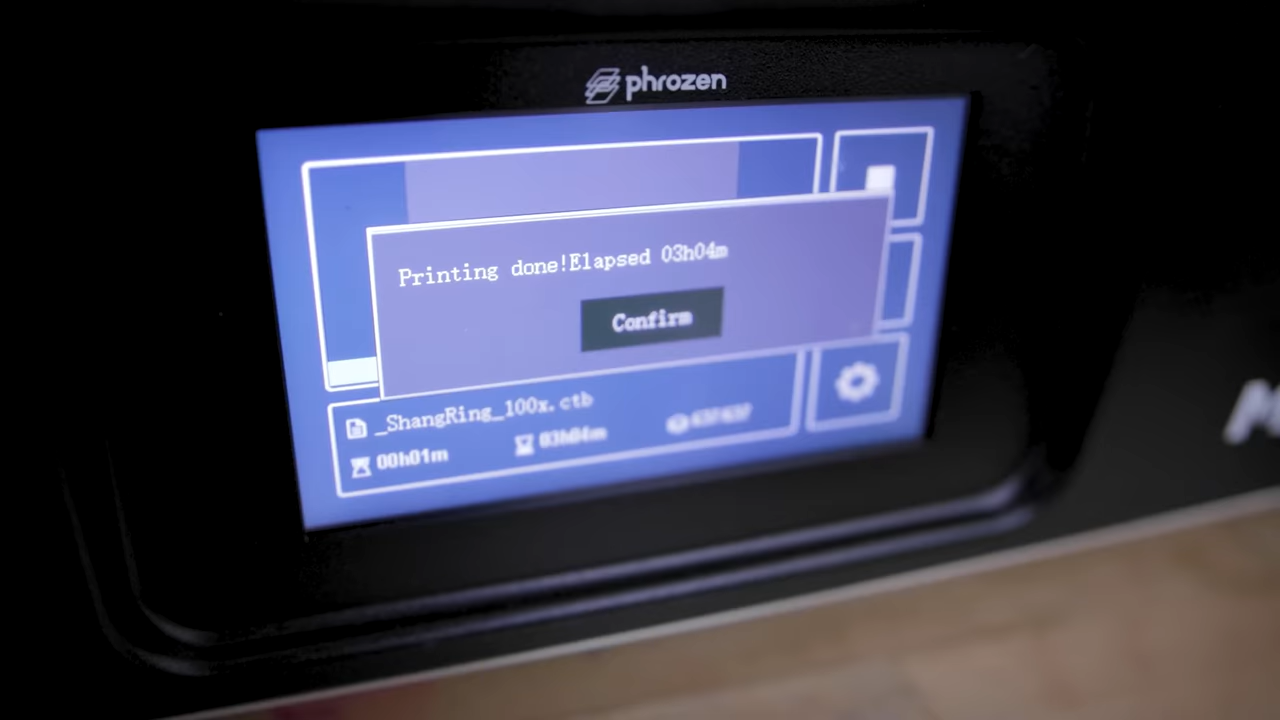 phrozen
Printing done!Elapsed 03h04m
Confirm
_ShangRing_100x.ctb
00h01m
03h04m